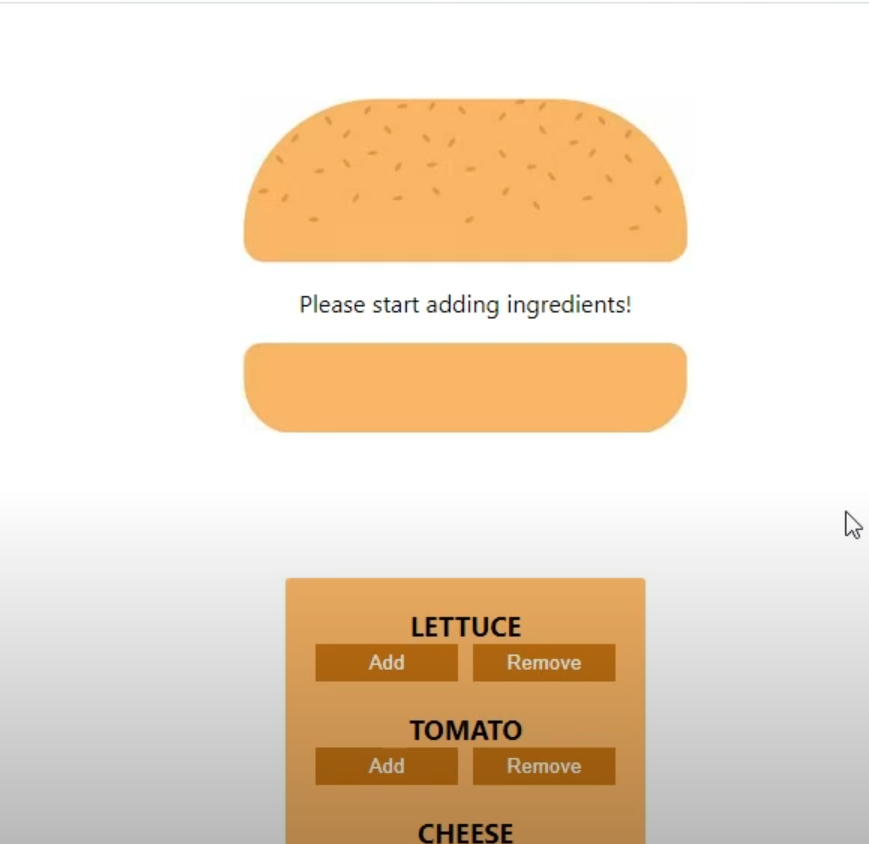 Please start adding ingredients!
LETTUCE
Add Remove
TOMATO
Add Remove
CHEESE